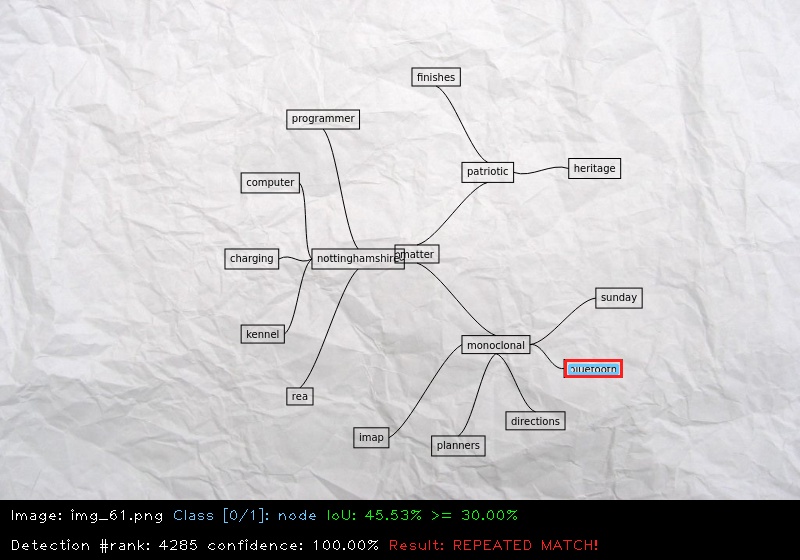 finishes
programmer
patriotic
heritage
computer
nottinghamshire
matter
charging
sunday
kennel
monoclonal
bluetooth
rea
directions
imap
planners
Image: img_61.png Class [0/1]: node IoU: 45.53% >= 30.00%
Detection #rank: 4285 confidence: 100.00% Result: REPEATED MATCH!